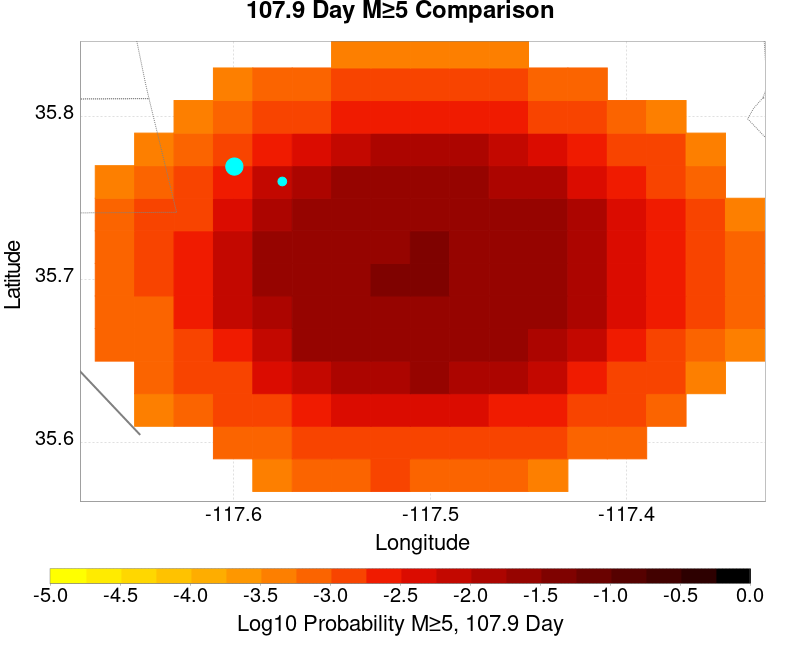 107.9 Day M≥5 Comparison
35.8
35.7
35.6
Latitude
-117.6 -117.5 -117.4
Longitude
-5.0 -4.5 -4.0 -3.5 -3.0 -2.5 -2.0 -1.5 -1.0 -0.5 0.0
Log10 Probability M≥5, 107.9 Day